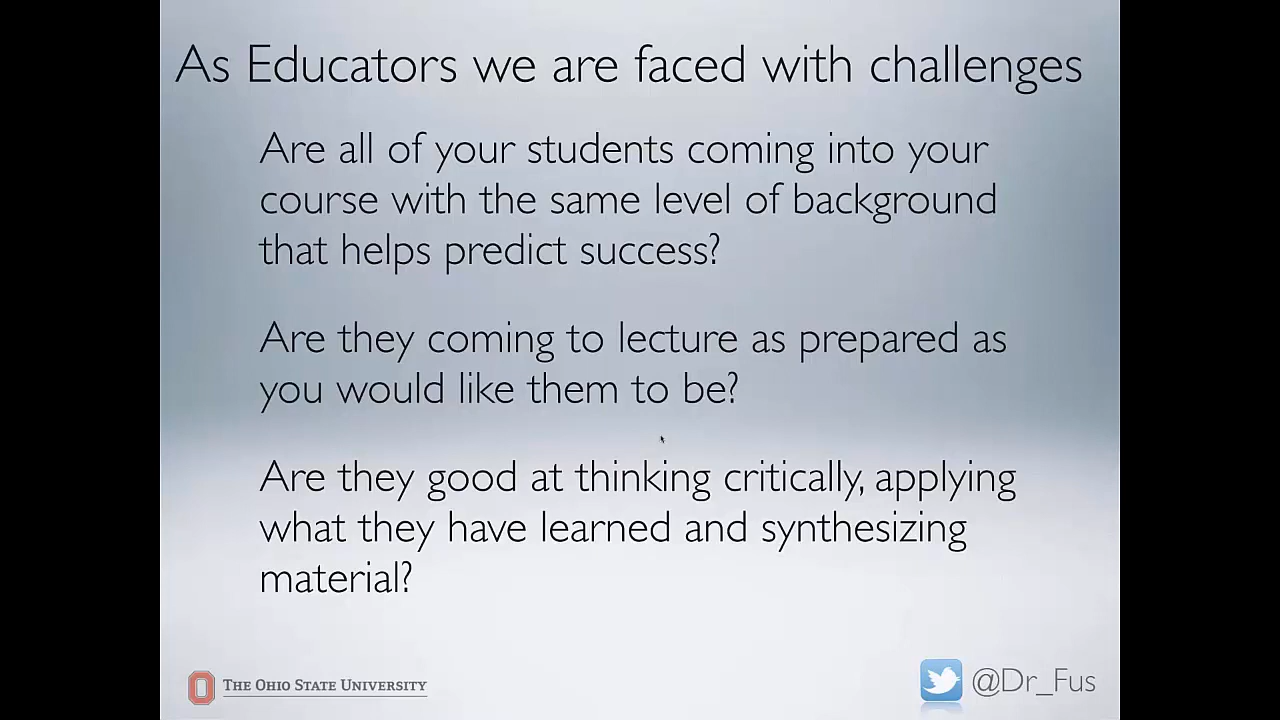 As Educators we are faced with challenges
Are all of your students coming into your
course with the same level of background
that helps predict success?
Are they coming to lecture as prepared as
you would like them to be?
Are they good at thinking critically, applying
what they have learned and synthesizing
material?
THE OHIO STATE UNIVERSITY
@Dr_Fus